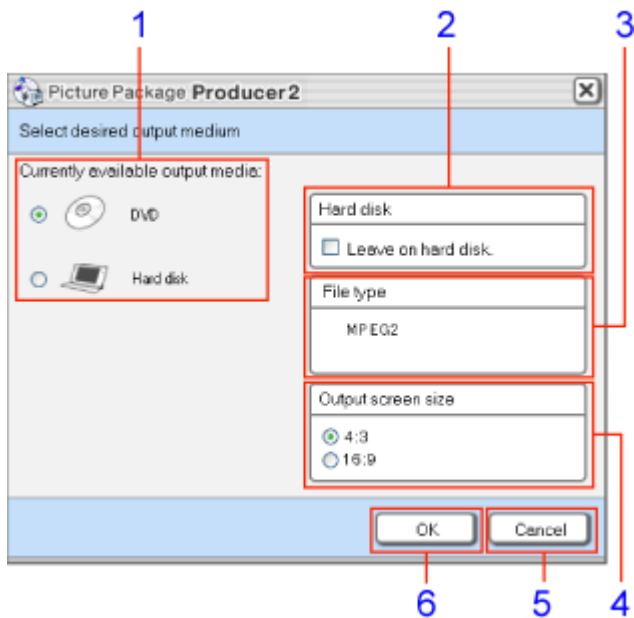 1 2 3
Picture Package Producer2
Select desired output medium
Currently available output media:
DVD
Hard disk
Hard disk
Leave on hard disk.
File type
MPEG2
Output screen size
4:3
16:9
OK
Cancel
6 5 4